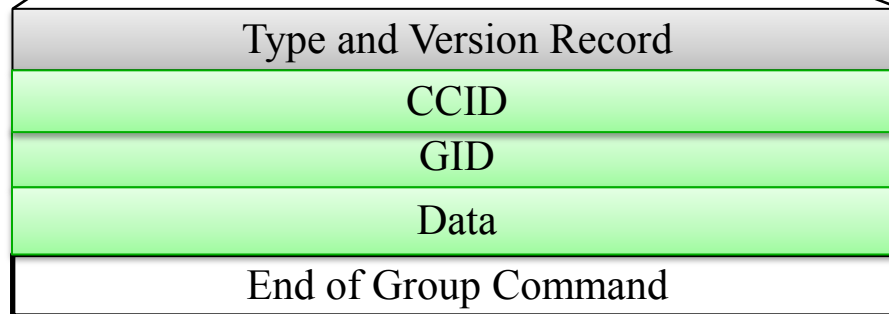 Type and Version Record
CCID
GID
Data
End of Group Command